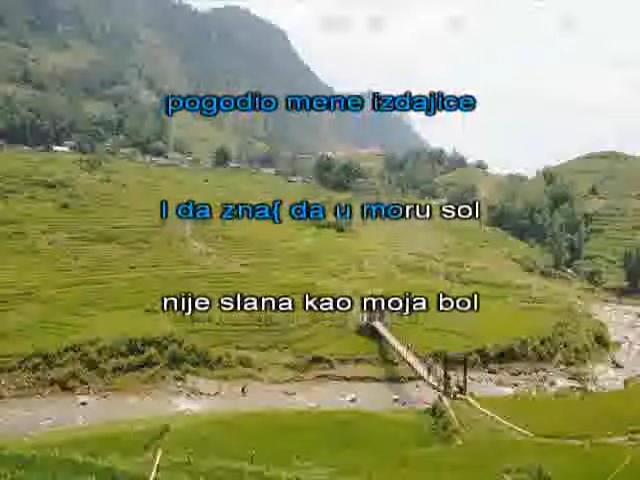 pogodio mene izdajice
I da zna{ da u moru sol
nije slana kao moja bol